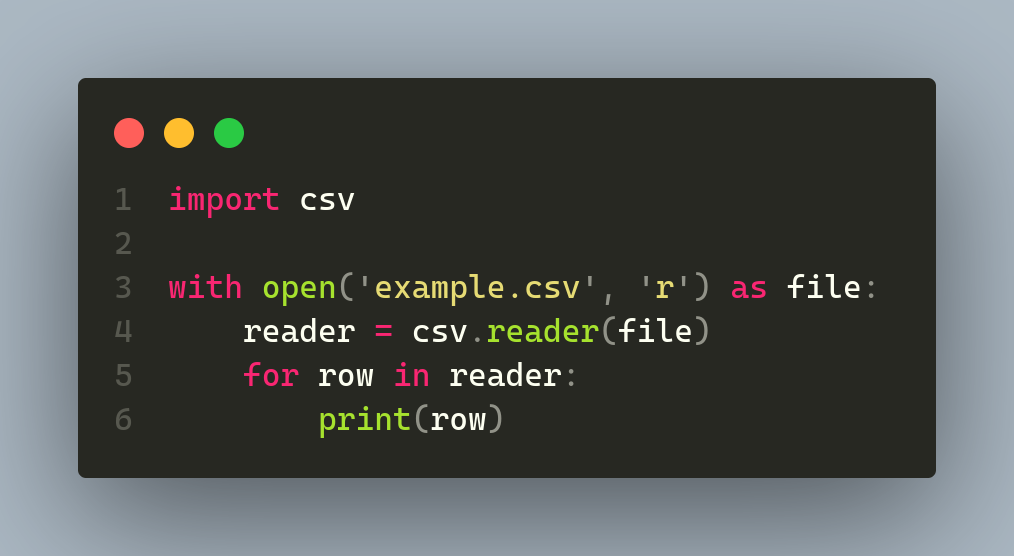 1 import csv
2
3 with open('example.csv', 'r') as file:
4     reader = csv.reader(file)
5     for row in reader:
6         print(row)